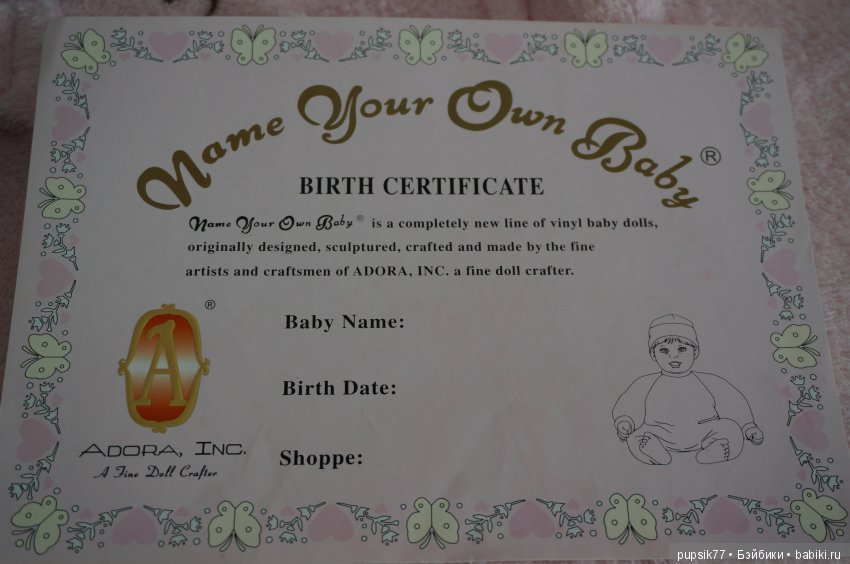 Name Your Own Baby®
BIRTH CERTIFICATE
Name Your Own Baby® is a completely new line of vinyl baby dolls,
originally designed, sculptured, crafted and made by the fine
artists and craftsmen of ADORA, INC. a fine doll crafter.
®
A
Baby Name:
Birth Date:
Shoppe:
ADORA, INC.
A Fine Doll Crafter
pupsik77 • Бэйбики • babiki.ru